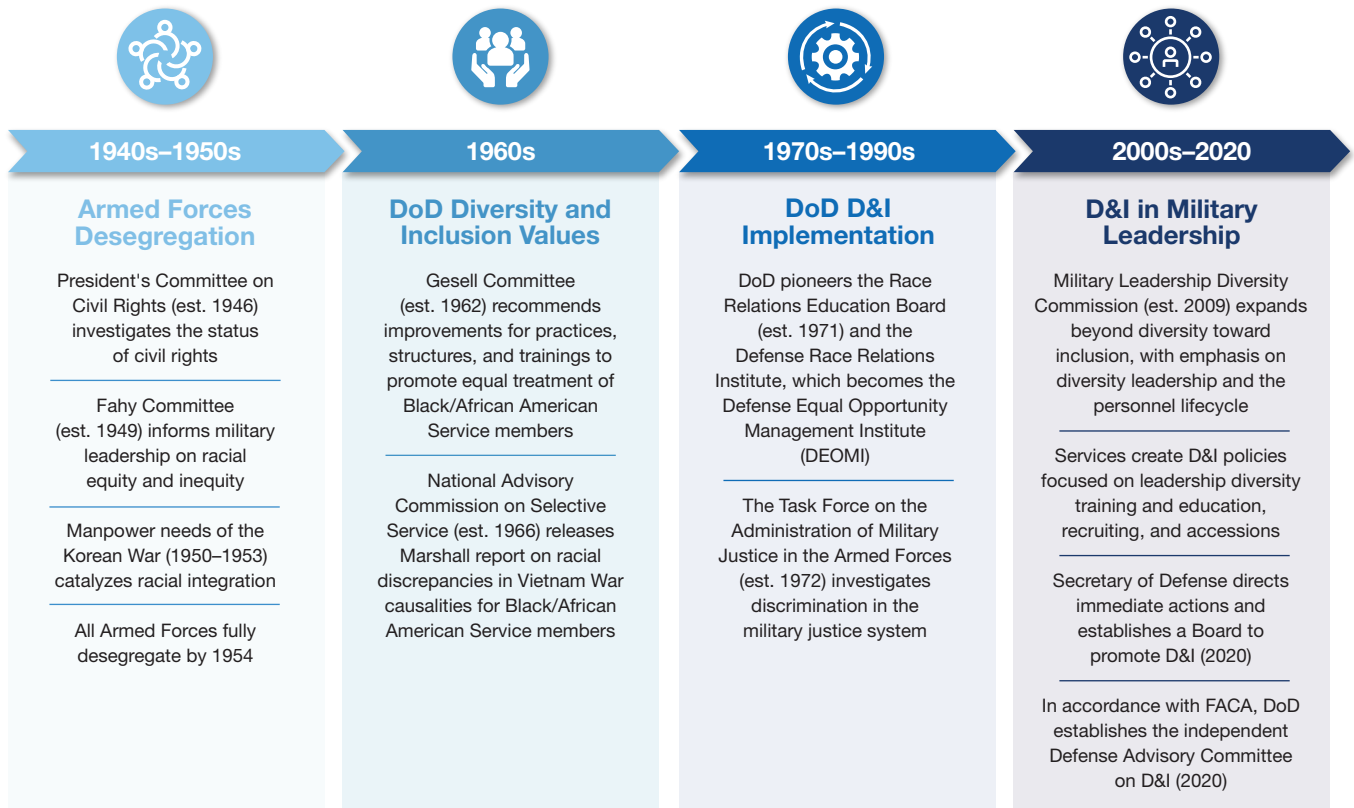 1940s–1950s
Armed Forces
Desegregation
President's Committee on
Civil Rights (est. 1946)
investigates the status
of civil rights
Fahy Committee
(est. 1949) informs military
leadership on racial
equity and inequity
Manpower needs of the
Korean War (1950–1953)
catalyzes racial integration
All Armed Forces fully
desegregate by 1954
1960s
DoD Diversity and
Inclusion Values
Gesell Committee
(est. 1962) recommends
improvements for practices,
structures, and trainings to
promote equal treatment of
Black/African American
Service members
National Advisory
Commission on Selective
Service (est. 1966) releases
Marshall report on racial
discrepancies in Vietnam War
causalities for Black/African
American Service members
1970s–1990s
DoD D&I
Implementation
DoD pioneers the Race
Relations Education Board
(est. 1971) and the
Defense Race Relations
Institute, which becomes the
Defense Equal Opportunity
Management Institute
(DEOMI)
The Task Force on the
Administration of Military
Justice in the Armed Forces
(est. 1972) investigates
discrimination in the
military justice system
2000s–2020
D&I in Military
Leadership
Military Leadership Diversity
Commission (est. 2009) expands
beyond diversity toward
inclusion, with emphasis on
diversity leadership and the
personnel lifecycle
Services create D&I policies
focused on leadership diversity
training and education,
recruiting, and accessions
Secretary of Defense directs
immediate actions and
establishes a Board to
promote D&I (2020)
In accordance with FACA, DoD
establishes the independent
Defense Advisory Committee
on D&I (2020)